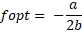 fopt = −a/2b